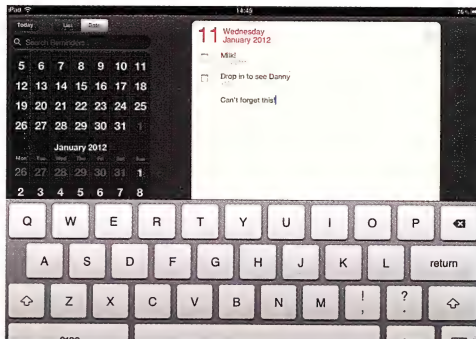 iPad 14:49 76%
Today List Date
Search Reminders
11 Wednesday
January 2012
Milk!
Drop in to see Danny
Can't forget this!
5 6 7 8 9 10 11
12 13 14 15 16 17 18
19 20 21 22 23 24 25
26 27 28 29 30 31 1
January 2012
Mon Tue Wed Thu Fri Sat Sun
26 27 28 29 30 31 1
2 3 4 5 6 7 8
Q W E R T Y U I O P
A S D F G H J K L return
Z X C V B N M ! , ? .